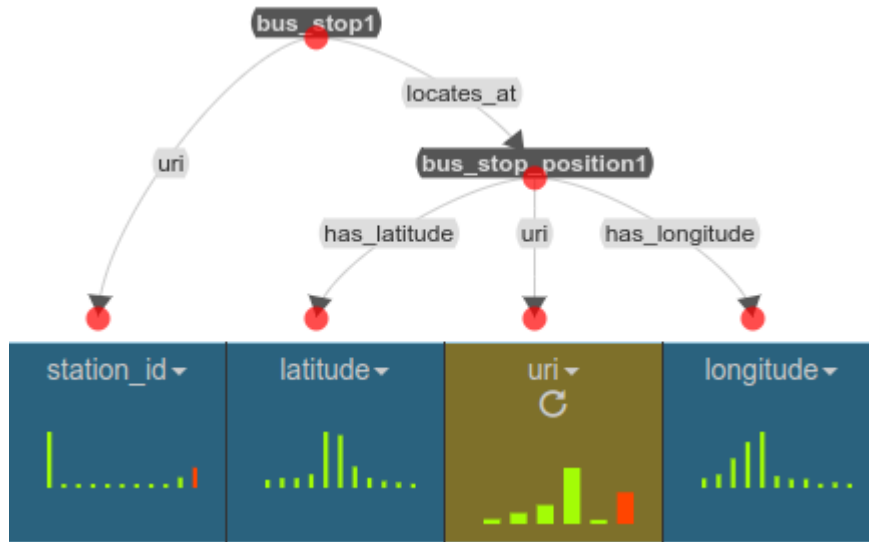 bus_stop1
locates_at
uri
bus_stop_position1
has_latitude
uri
has_longitude
station_id
latitude
uri
longitude